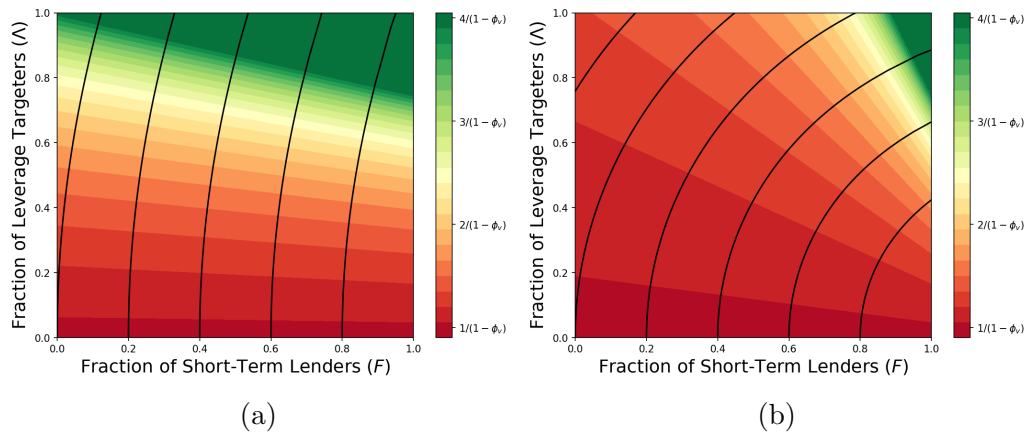 Fraction of Leverage Targeters (Λ)
1.0
0.8
0.6
0.4
0.2
0.0
0.0 0.2 0.4 0.6 0.8 1.0
Fraction of Short-Term Lenders (F)
4/(1 − ϕᵥ)
3/(1 − ϕᵥ)
2/(1 − ϕᵥ)
1/(1 − ϕᵥ)
(a)
Fraction of Leverage Targeters (Λ)
1.0
0.8
0.6
0.4
0.2
0.0
0.0 0.2 0.4 0.6 0.8 1.0
Fraction of Short-Term Lenders (F)
4/(1 − ϕᵥ)
3/(1 − ϕᵥ)
2/(1 − ϕᵥ)
1/(1 − ϕᵥ)
(b)